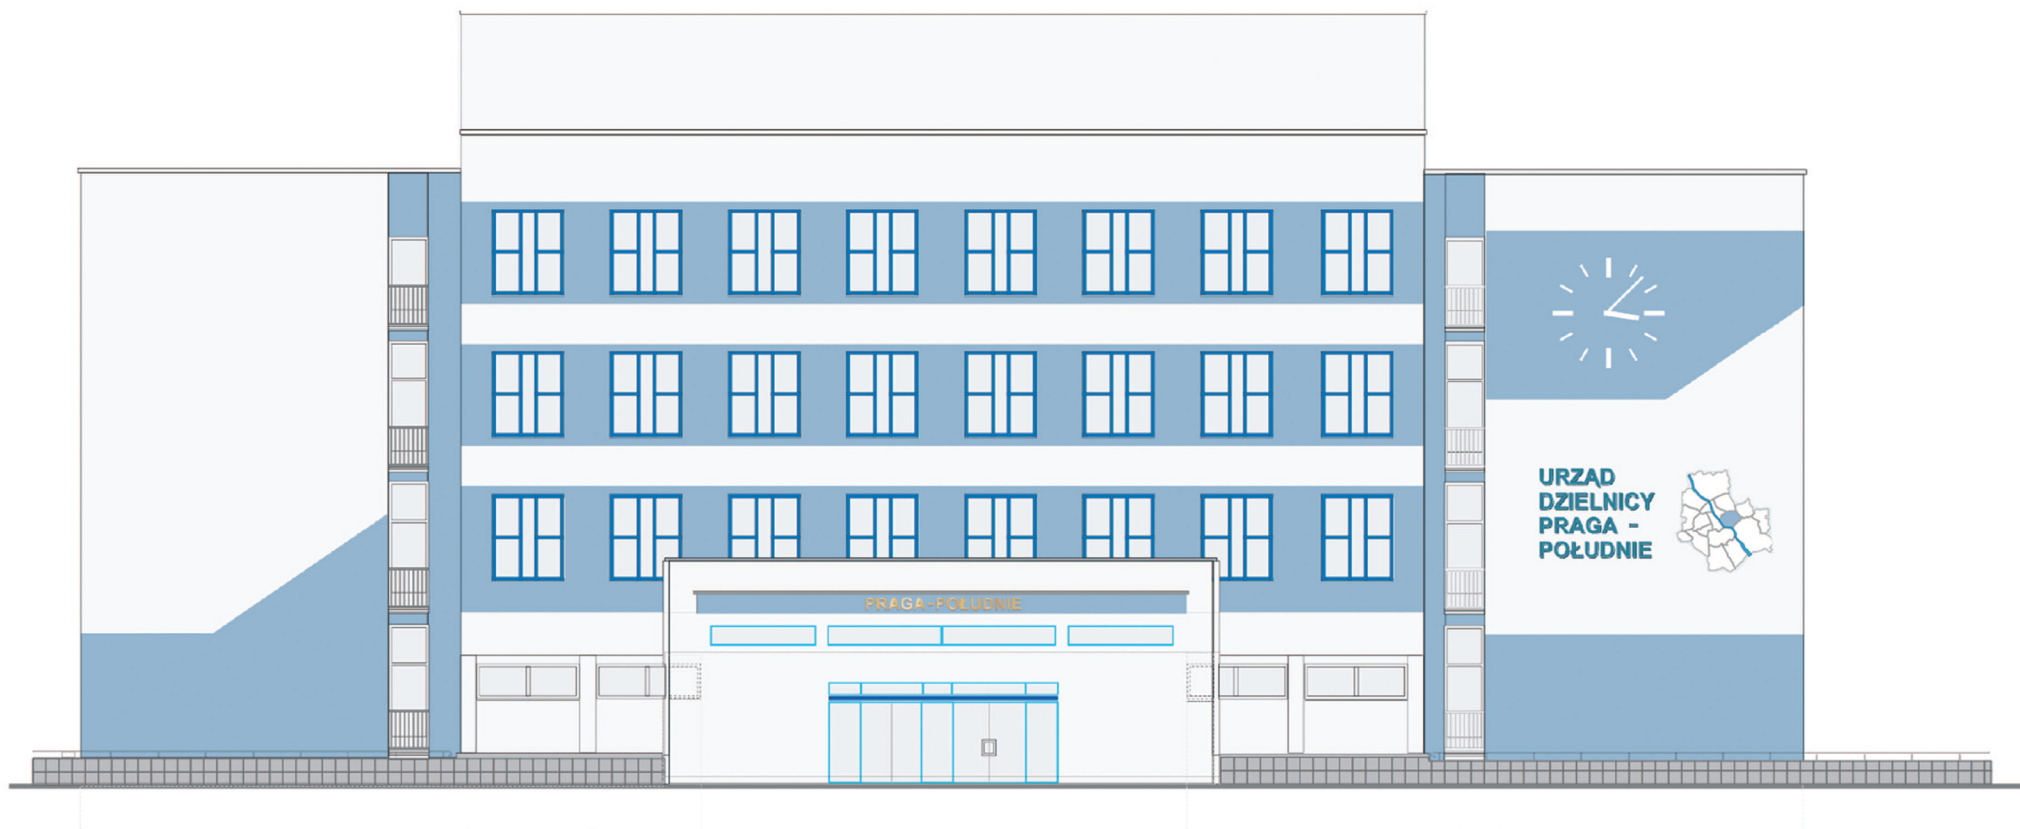 URZĄD
DZIELNICY
PRAGA -
POŁUDNIE
PRAGA-POŁUDNIE